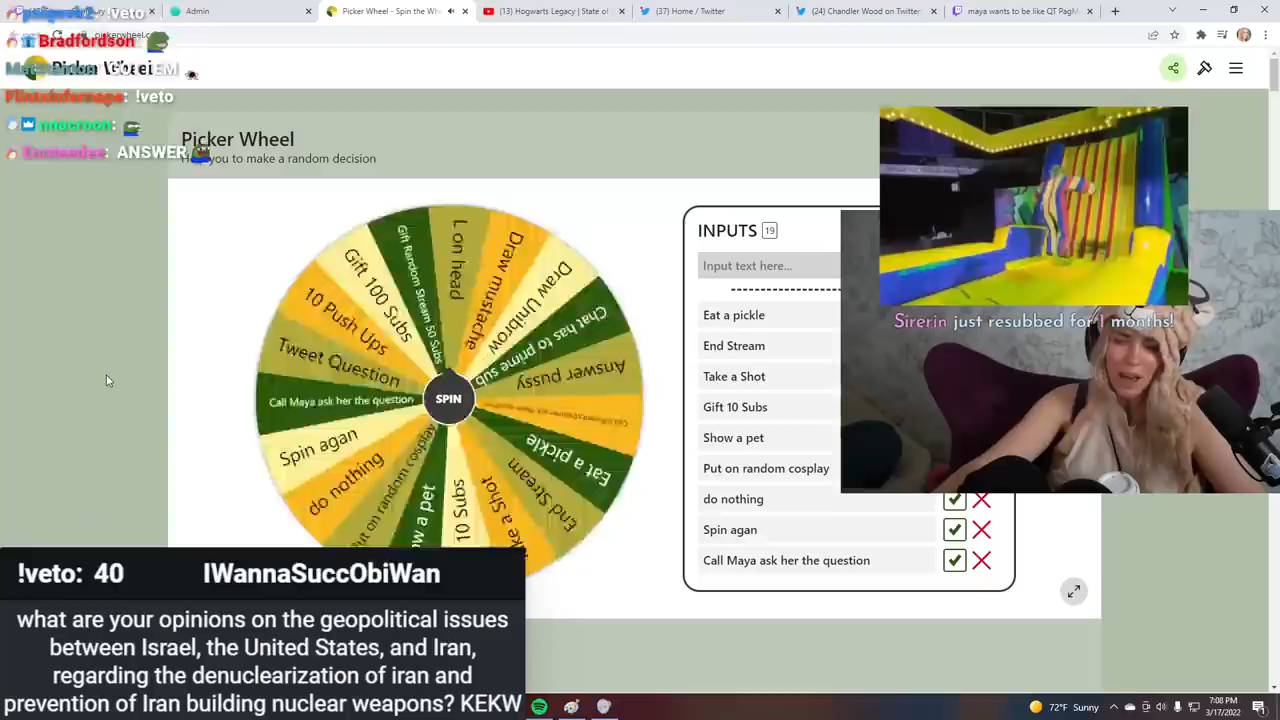 Admin
Picker Wheel - Spin the Wh
(13) Hogwarts Legacy | State of
(37) Home / Twitter
(24) Chandler Wood on Twitter
maya wants to be like QT PagM
!veto
Bradfordson
Picker Wheel
: !veto
ANSWER
Picker Wheel
you to make a random decision
INPUTS 19
Input text here...
Eat a pickle
End Stream
Take a Shot
Gift 10 Subs
Show a pet
Put on random cosplay
do nothing
Spin agan
Call Maya ask her the question
L on head
Draw mustache
Draw Unibrow
Chat has to prime sub
Answer pussy
Eat a pickle
End Stream
ke a Shot
10 Subs
w a pet
ut on random cosplay
do nothing
Spin agan
Call Maya ask her the question
Tweet Question
10 Push Ups
Gift 100 Subs
Gift Random Stream 50 Subs
SPIN
Sirerin just resubbed for 1 months!
!veto: 40 IWannaSuccObiWan
what are your opinions on the geopolitical issues
between Israel, the United States, and Iran,
regarding the denuclearization of iran and
prevention of Iran building nuclear weapons? KEKW
72°F Sunny
7:08 PM
3/17/2022